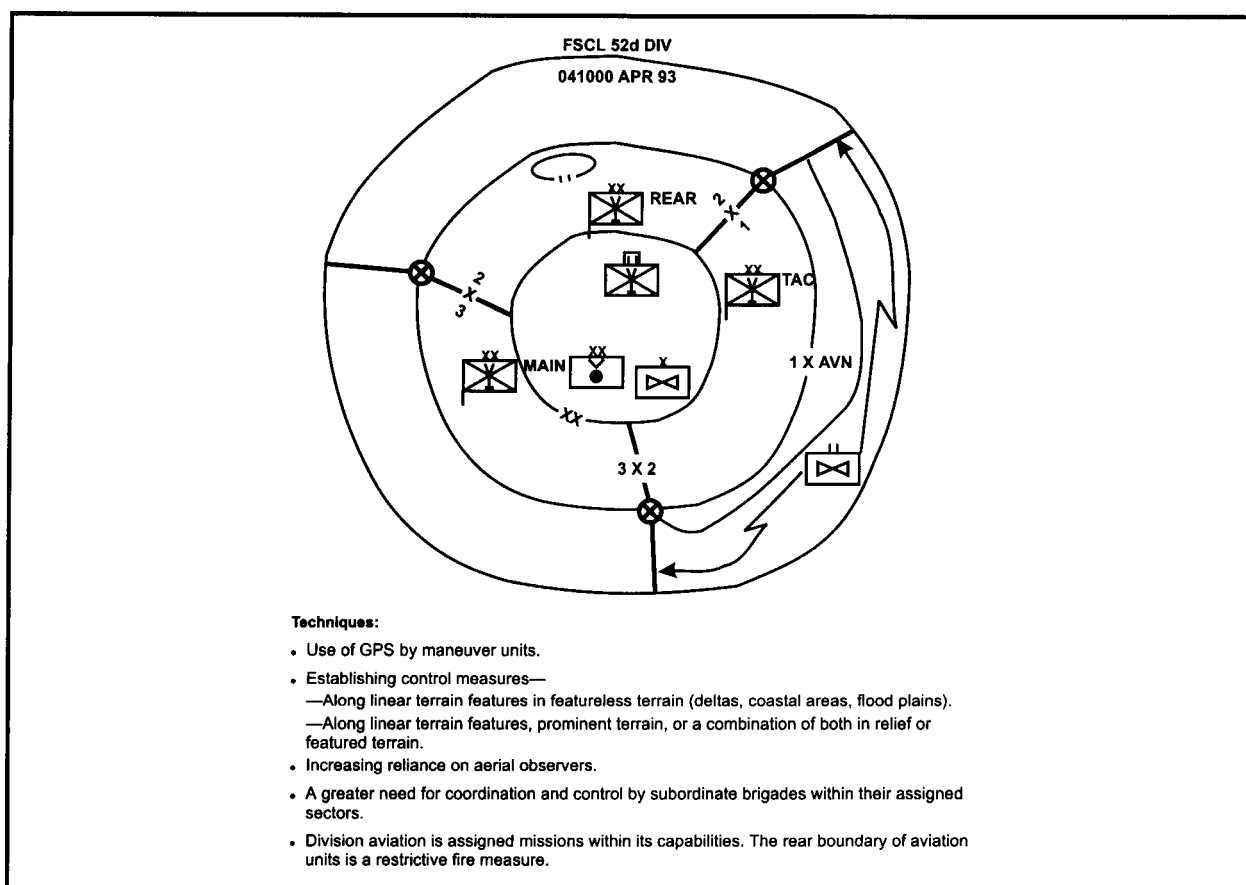 FSCL 52d DIV
041000 APR 93
XX
REAR
2
X
1
XX
TAC
2
X
3
XX
MAIN
XX
X
1 X AVN
XX
3 X 2
Techniques:
• Use of GPS by maneuver units.
• Establishing control measures—
—Along linear terrain features in featureless terrain (deltas, coastal areas, flood plains).
—Along linear terrain features, prominent terrain, or a combination of both in relief or
featured terrain.
• Increasing reliance on aerial observers.
• A greater need for coordination and control by subordinate brigades within their assigned
sectors.
• Division aviation is assigned missions within its capabilities. The rear boundary of aviation
units is a restrictive fire measure.